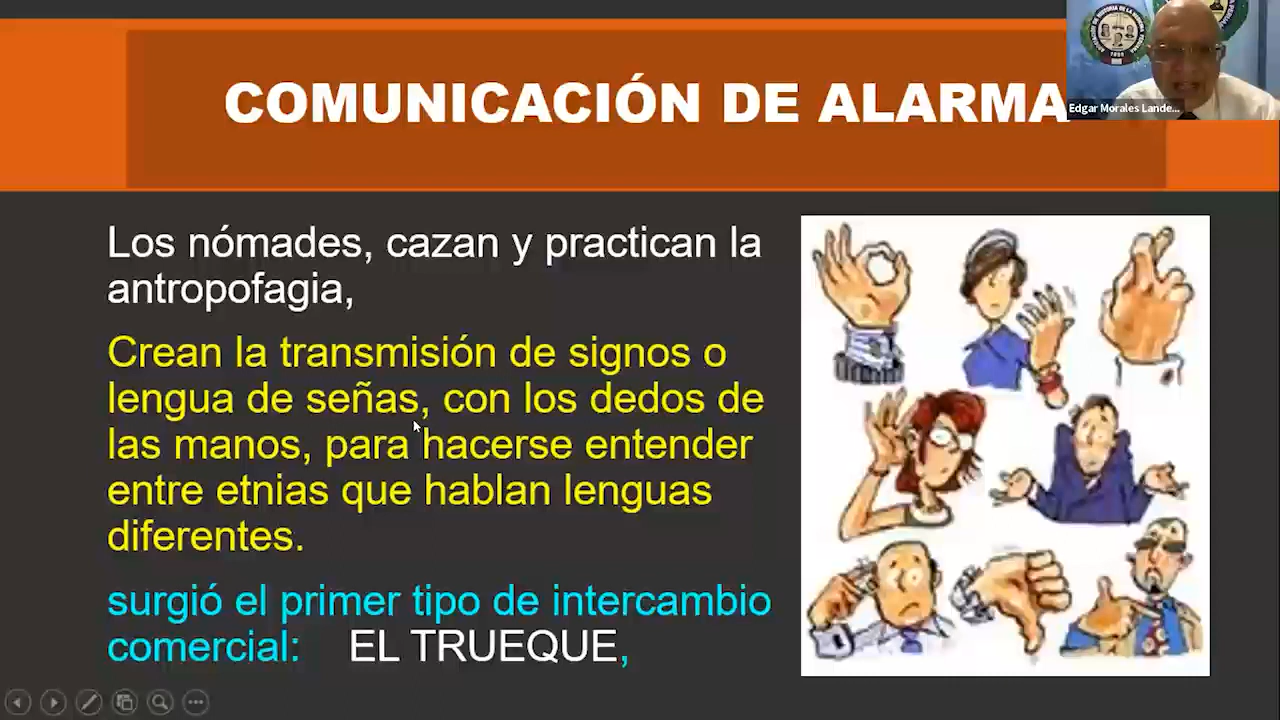 COMUNICACIÓN DE ALARMA
Edgar Morales Lande...
Los nómades, cazan y practican la
antropofagia,
Crean la transmisión de signos o
lengua de señas, con los dedos de
las manos, para hacerse entender
entre etnias que hablan lenguas
diferentes.
surgió el primer tipo de intercambio
comercial: EL TRUEQUE,